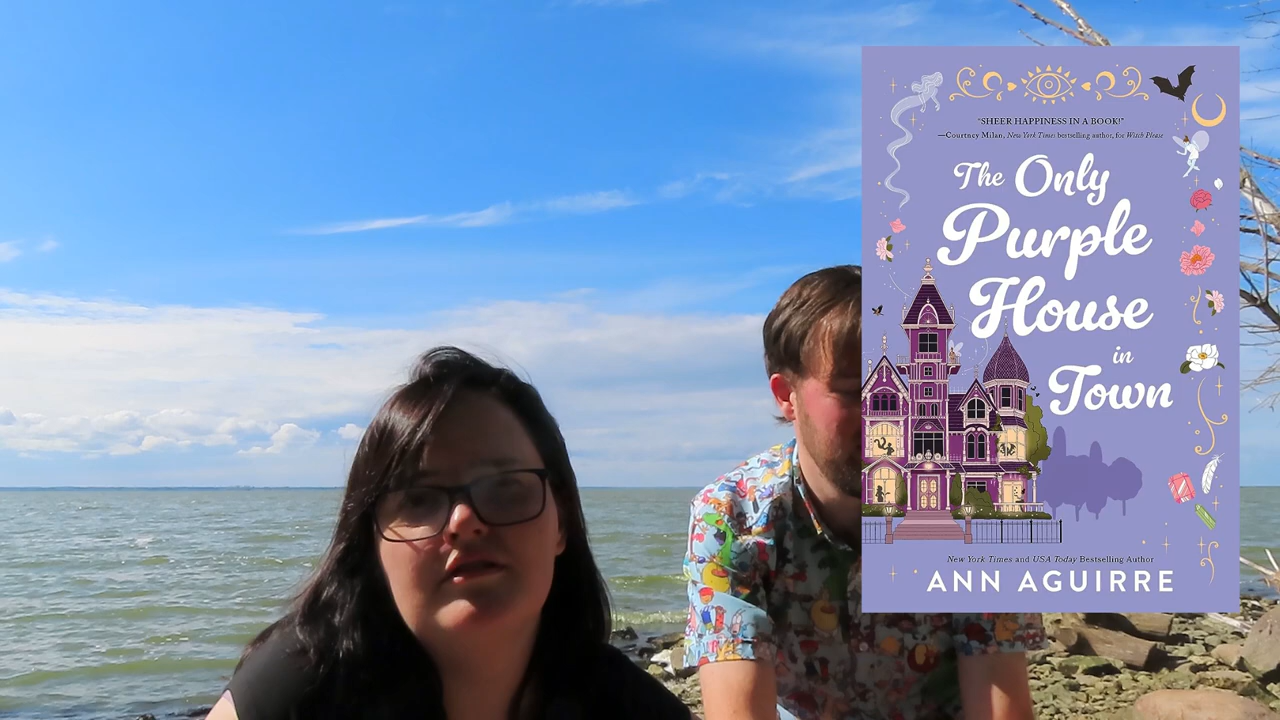 "SHEER HAPPINESS IN A BOOK!"
—Courtney Milan, New York Times bestselling author, for Witch Please
The Only
Purple
House
in
Town
New York Times and USA Today Bestselling Author
ANN AGUIRRE